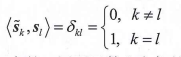 ⟨s̃ₖ, sₗ⟩ = δₖₗ = {0, k ≠ l
1, k = l